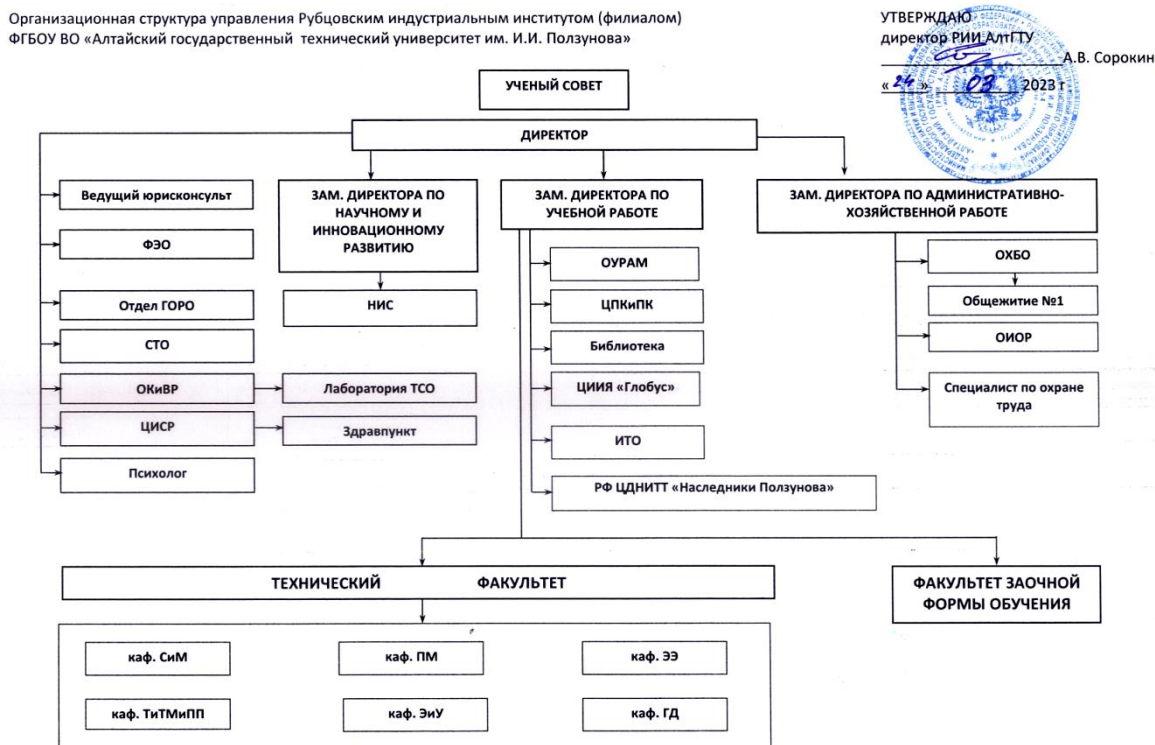 Организационная структура управления Рубцовским индустриальным институтом (филиалом)
ФГБОУ ВО «Алтайский государственный технический университет им. И.И. Ползунова»
УТВЕРЖДАЮ
директор РИИ АлтГТУ
А.В. Сорокин
« 24 » 03 2023 г
УЧЕНЫЙ СОВЕТ
ДИРЕКТОР
Ведущий юрисконсульт
ФЭО
Отдел ГОРО
СТО
ОКиВР
ЦИСР
Психолог
ЗАМ. ДИРЕКТОРА ПО
НАУЧНОМУ И
ИННОВАЦИОННОМУ
РАЗВИТИЮ
НИС
Лаборатория ТСО
Здравпункт
ЗАМ. ДИРЕКТОРА ПО
УЧЕБНОЙ РАБОТЕ
ОУРАМ
ЦПКиПК
Библиотека
ЦИИЯ «Глобус»
ИТО
РФ ЦДНИТТ «Наследники Ползунова»
ЗАМ. ДИРЕКТОРА ПО АДМИНИСТРАТИВНО-
ХОЗЯЙСТВЕННОЙ РАБОТЕ
ОХБО
Общежитие №1
ОИОР
Специалист по охране
труда
ТЕХНИЧЕСКИЙ ФАКУЛЬТЕТ
ФАКУЛЬТЕТ ЗАОЧНОЙ
ФОРМЫ ОБУЧЕНИЯ
каф. СиМ
каф. ПМ
каф. ЭЭ
каф. ТиТМиПП
каф. ЭиУ
каф. ГД